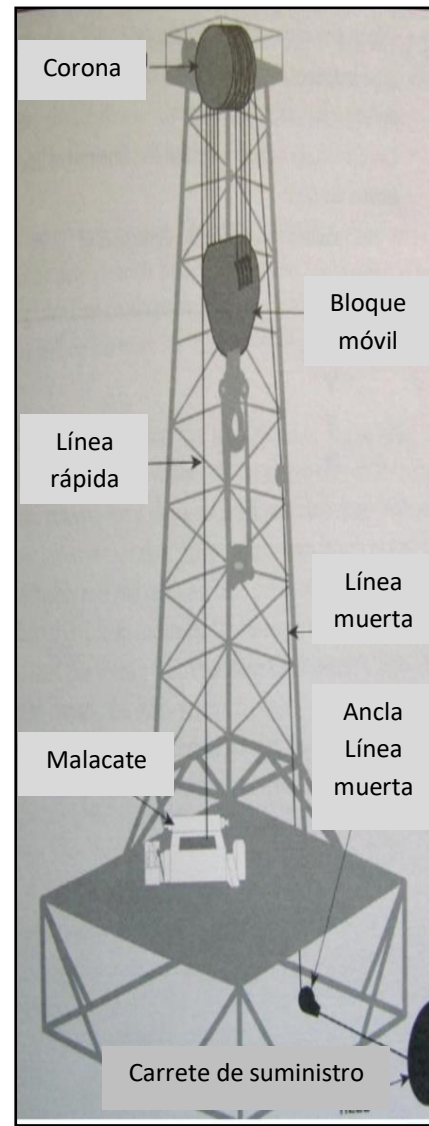 Corona
Bloque
móvil
Línea
rápida
Línea
muerta
Ancla
Línea
muerta
Malacate
Carrete de suministro